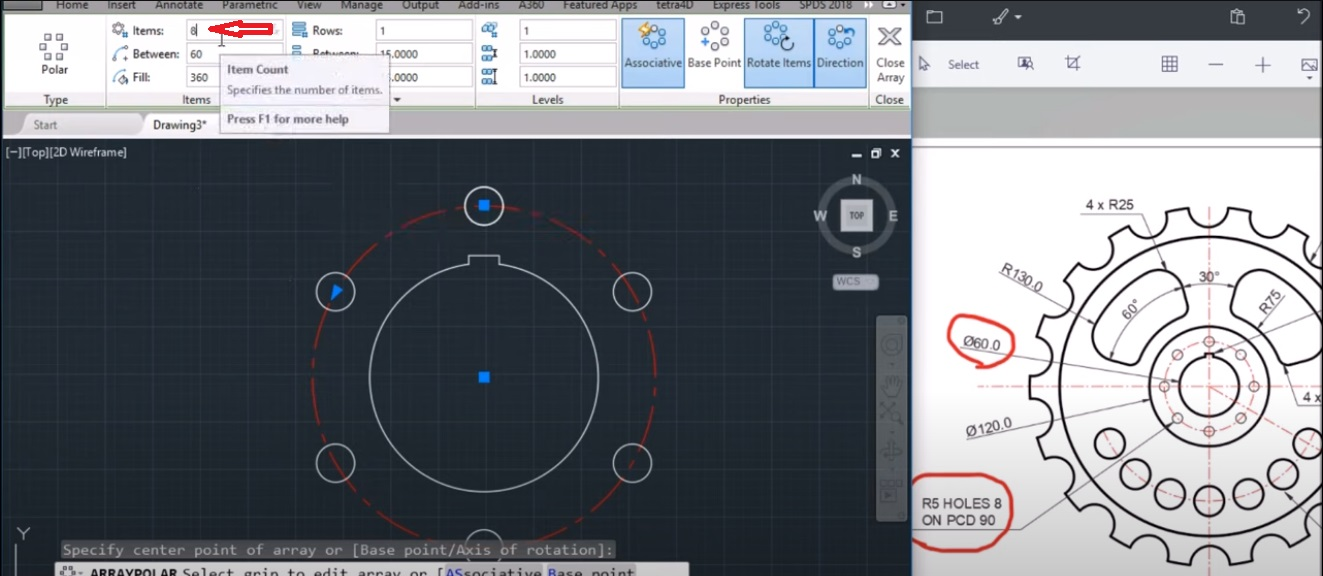 Home Insert Annotate Parametric View Manage Output Add-ins A360 Featured Apps tetra4D Express Tools SPDS 2018
Items: 8 Rows: 1 1
Between: 60 15.0000 1.0000
Fill: 360 1.0000
Polar
Associative Base Point Rotate Items Direction Close Array
Type Items Levels Properties Close
Item Count
Specifies the number of items.
Press F1 for more help
Start Drawing3*
Select
[−][Top][2D Wireframe]
N
W TOP E
S
WCS
4 x R25
R130.0
30°
60°
R75
Ø60.0
4 x
Ø120.0
R5 HOLES 8
ON PCD 90
Y
Specify center point of array or [Base point/Axis of rotation]:
ARRAYPOLAR Select grip to edit array or [ASsociative Base point